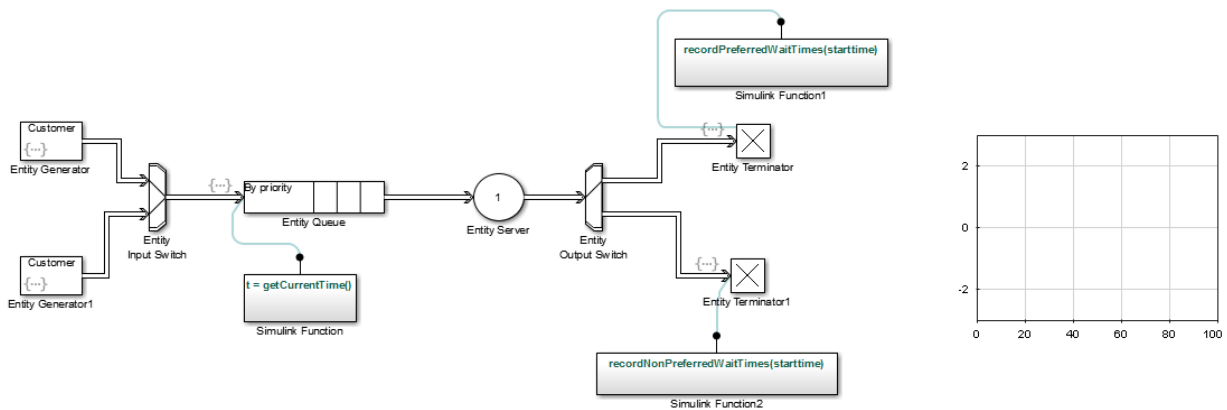 recordPreferredWaitTimes(starttime)
Simulink Function1
Customer
{...}
Entity Generator
{...}
By priority
Entity Queue
1
Entity Server
{...}
Entity Terminator
Entity
Input Switch
Entity
Output Switch
Customer
{...}
Entity Generator1
t = getCurrentTime()
Simulink Function
{...}
Entity Terminator1
recordNonPreferredWaitTimes(starttime)
Simulink Function2
2
0
-2
0 20 40 60 80 100